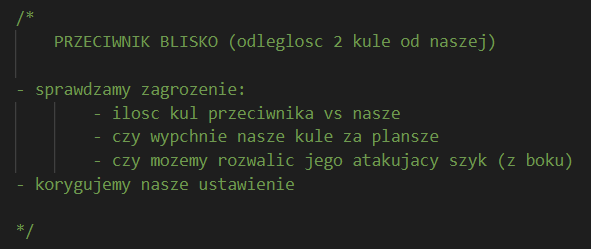 /*
PRZECIWNIK BLISKO (odleglosc 2 kule od naszej)
- sprawdzamy zagrozenie:
- ilosc kul przeciwnika vs nasze
- czy wypchnie nasze kule za plansze
- czy mozemy rozwalic jego atakujacy szyk (z boku)
- korygujemy nasze ustawienie
*/